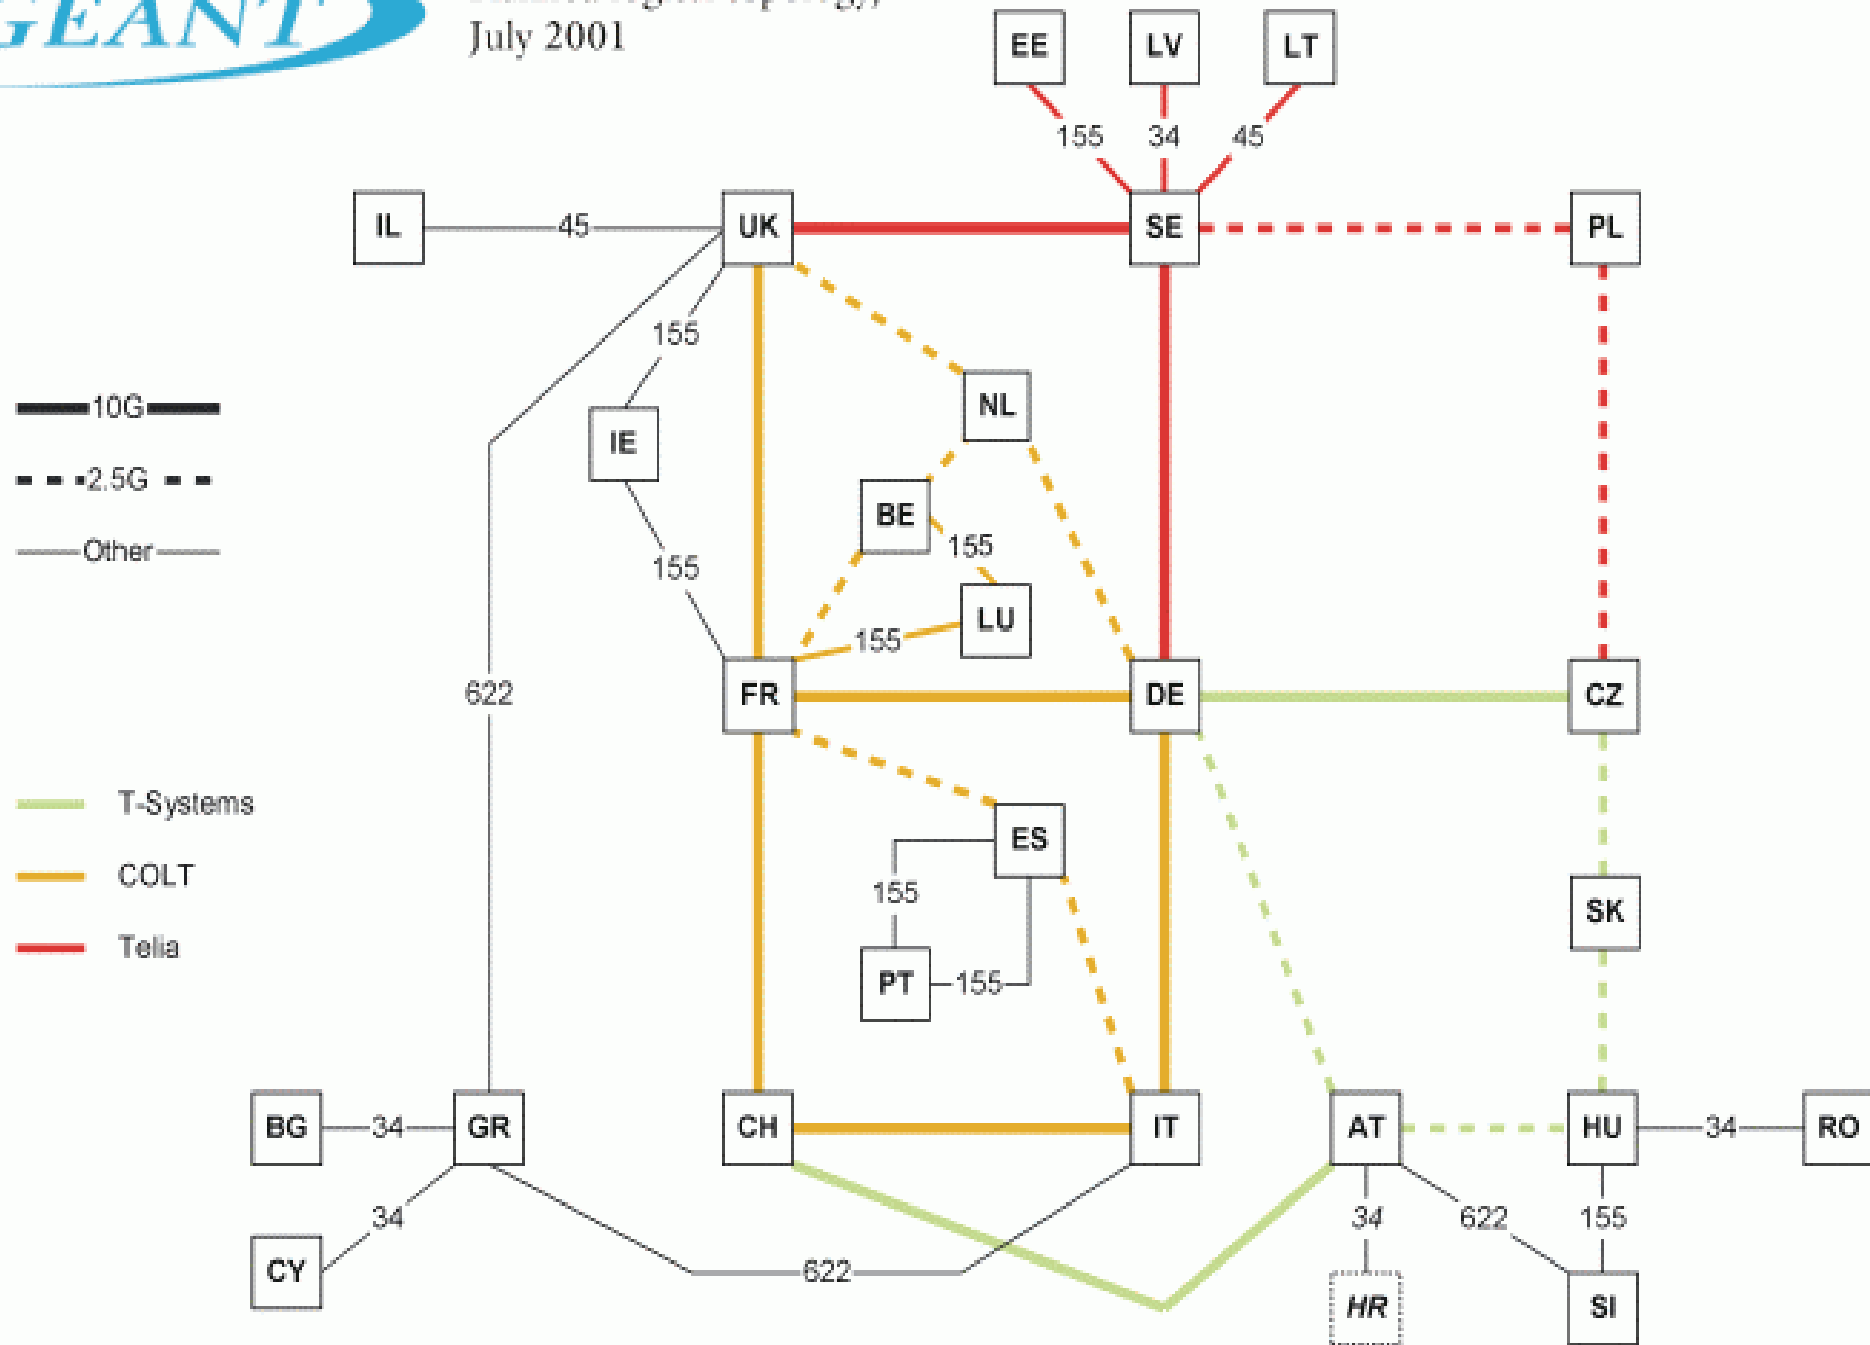 GEANT
July 2001
EE LV LT
155 34 45
IL 45 UK SE PL
155
10G
NL
IE
2.5G
BE
Other
155
155
LU
155
622
FR DE CZ
T-Systems
ES
COLT
155
SK
Telia
PT 155
BG 34 GR CH IT AT HU 34 RO
34
34 622 155
CY
622
HR SI